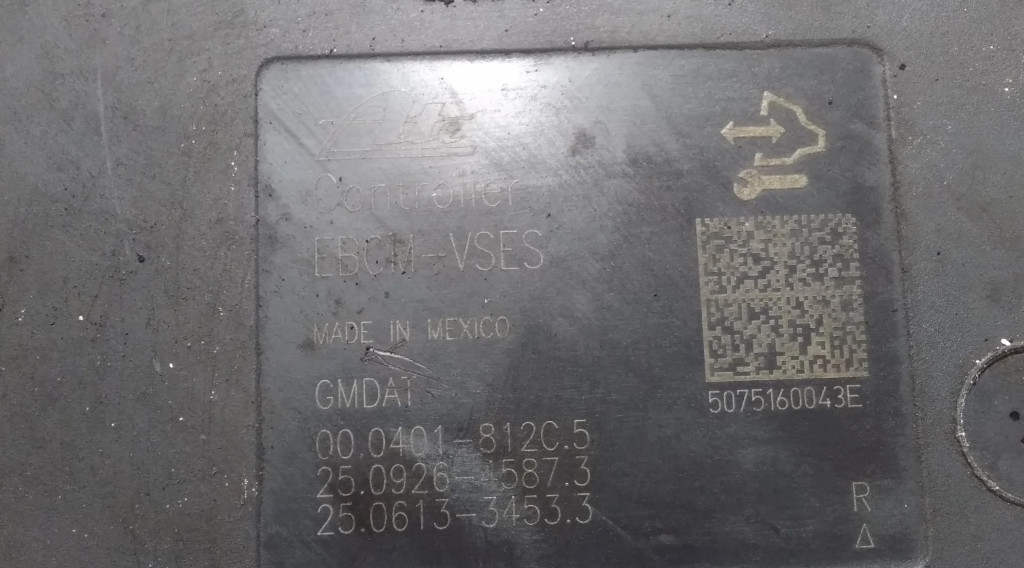 Controller
EBCM-VSES
MADE IN MEXICO
GMDAT
00.0401-812C.5
25.0613-3453.3
5075160043E
R